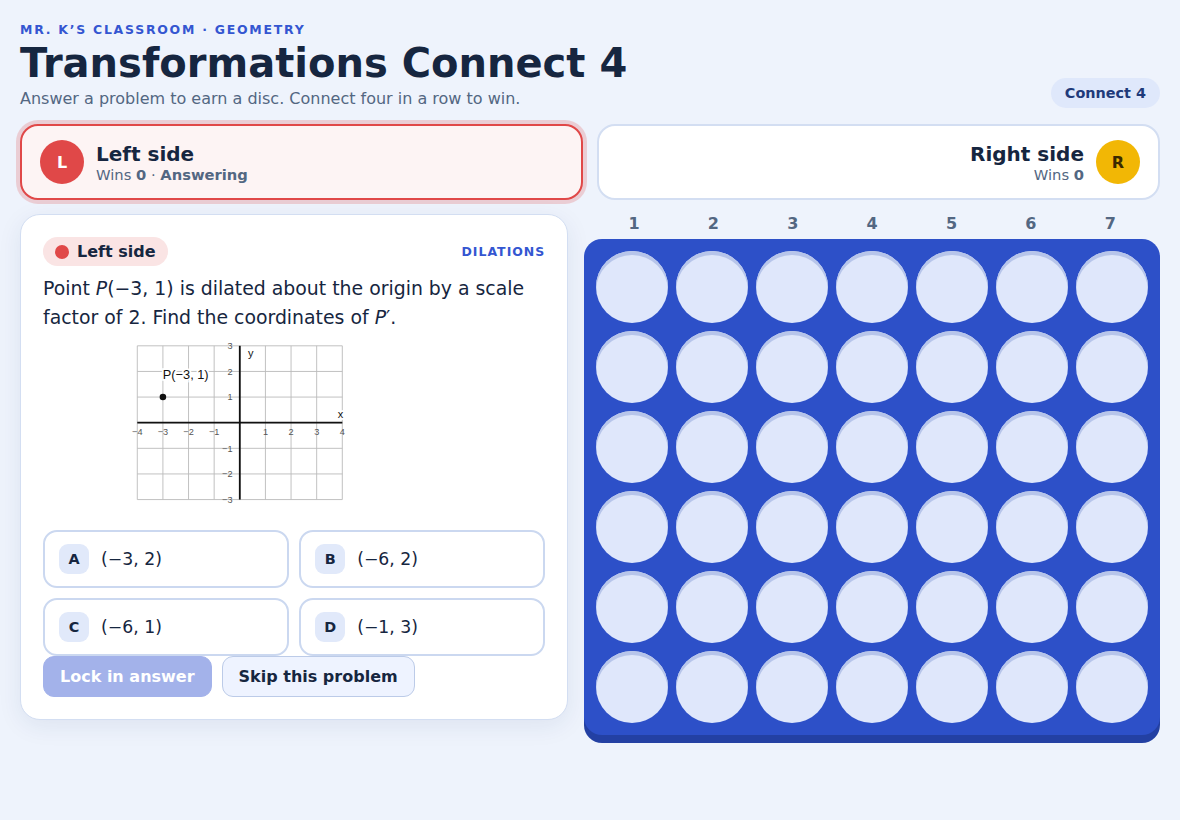 MR. K’S CLASSROOM · GEOMETRY
Transformations Connect 4
Answer a problem to earn a disc. Connect four in a row to win.
Connect 4
L
Left side
Wins 0 · Answering
Right side
Wins 0
R
Left side
DILATIONS
Point P(−3, 1) is dilated about the origin by a scale
factor of 2. Find the coordinates of P′.
3
y
P(−3, 1)
2
1
x
−4 −3 −2 −1 1 2 3 4
−1
−2
−3
A (−3, 2)
B (−6, 2)
C (−6, 1)
D (−1, 3)
Lock in answer
Skip this problem
1 2 3 4 5 6 7